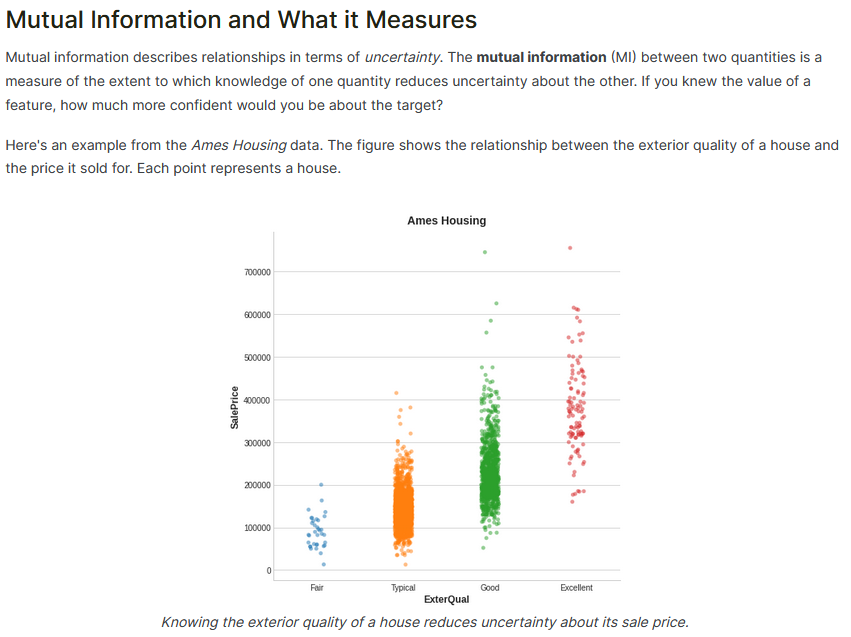 Mutual Information and What it Measures
Mutual information describes relationships in terms of uncertainty. The mutual information (MI) between two quantities is a
measure of the extent to which knowledge of one quantity reduces uncertainty about the other. If you knew the value of a
feature, how much more confident would you be about the target?
Here's an example from the Ames Housing data. The figure shows the relationship between the exterior quality of a house and
the price it sold for. Each point represents a house.
Ames Housing
700000
600000
500000
400000
300000
200000
100000
0
SalePrice
Fair Typical Good Excellent
ExterQual
Knowing the exterior quality of a house reduces uncertainty about its sale price.